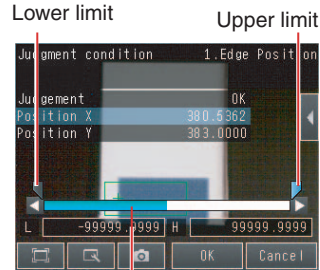 Lower limit
Upper limit
Judgment condition 1.Edge Position
Judgement OK
Position X 380.5362
Position Y 383.0000
L -99999.9999 H 99999.9999
OK Cancel